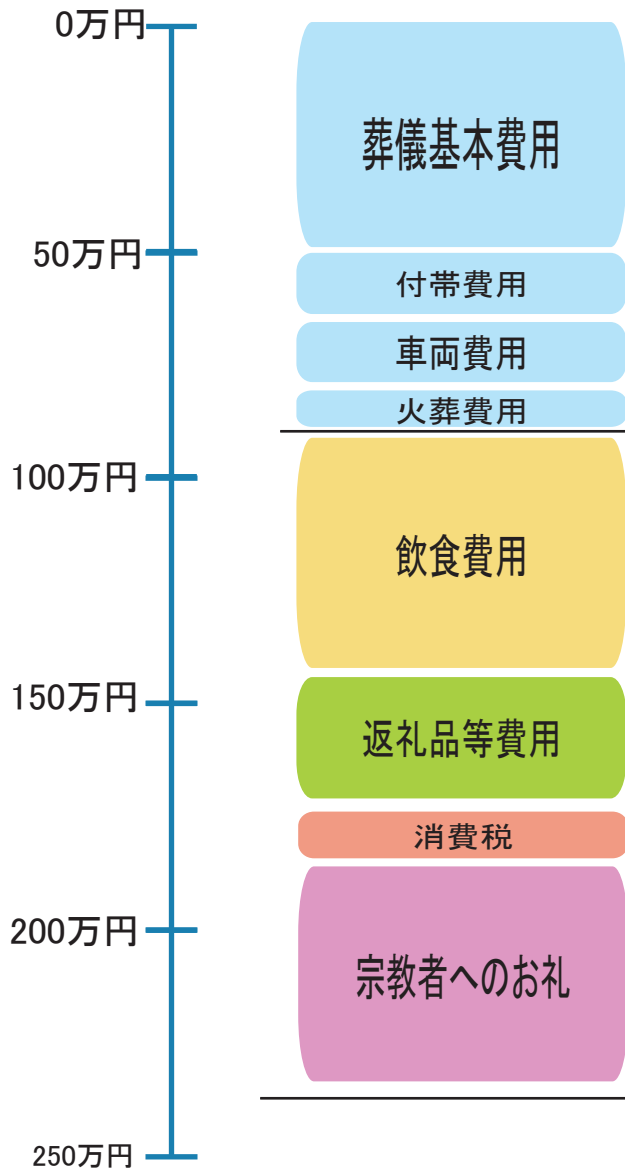 0万円
50万円
100万円
150万円
200万円
250万円
葬儀基本費用
付帯費用
車両費用
火葬費用
飲食費用
返礼品等費用
消費税
宗教者へのお礼